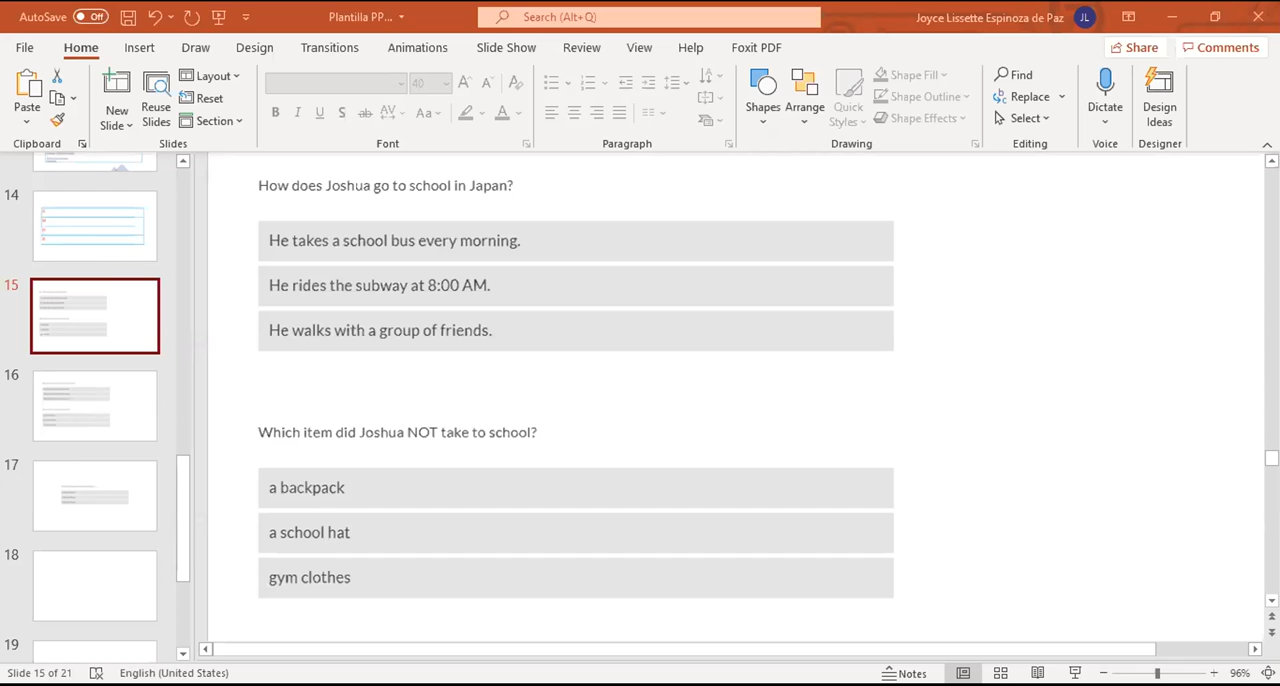 AutoSave Off Plantilla PP... Search (Alt+Q) Joyce Lissette Espinoza de Paz JL
File Home Insert Draw Design Transitions Animations Slide Show Review View Help Foxit PDF Share Comments
Paste New Slide Reuse Slides Layout Reset Section 40 Shapes Arrange Quick Styles Shape Fill Shape Outline Shape Effects Find Replace Select Dictate Design Ideas
Clipboard Slides Font Paragraph Drawing Editing Voice Designer
14
15
16
17
18
19
How does Joshua go to school in Japan?
He takes a school bus every morning.
He rides the subway at 8:00 AM.
He walks with a group of friends.
Which item did Joshua NOT take to school?
a backpack
a school hat
gym clothes
Slide 15 of 21 English (United States) Notes 96%